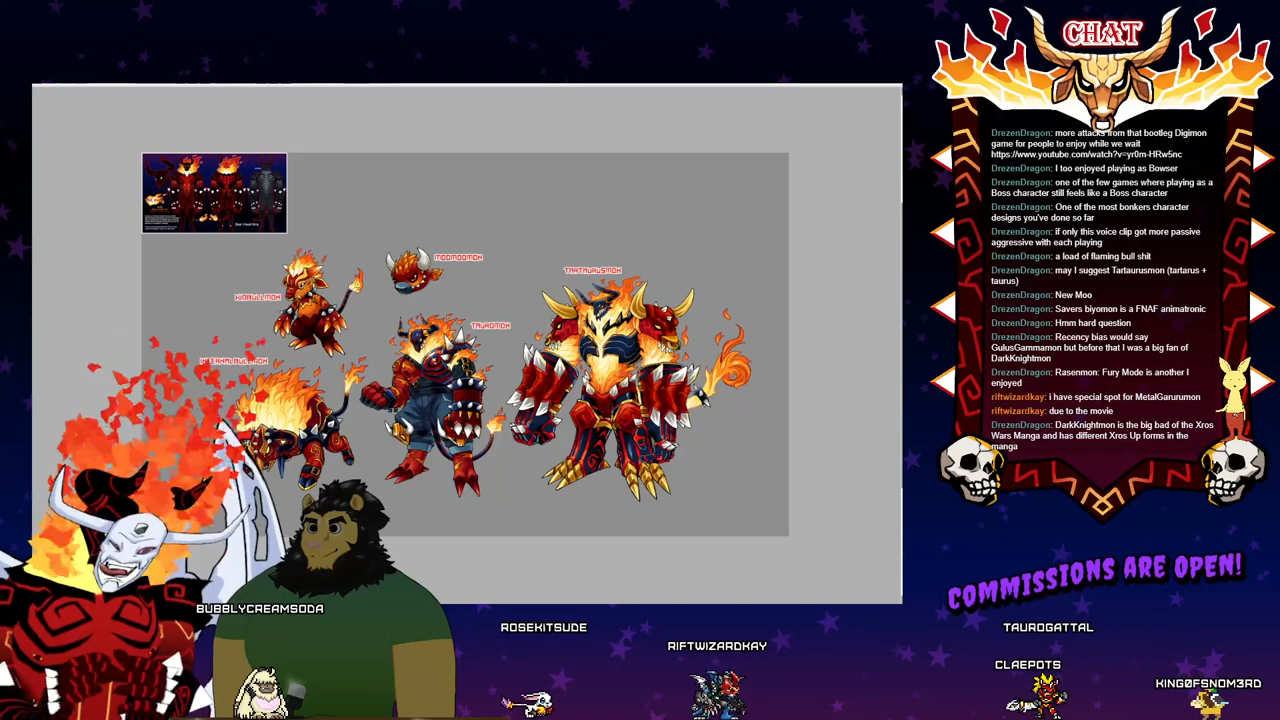 CHAT
DrezenDragon: more attacks from that bootleg Digimon
game for people to enjoy while we
wait
https://www.youtube.com/watch?v=yr0m-HRw5nc
DrezenDragon: I too enjoyed playing as Bowser
DrezenDragon: one of the few games where playing as a
Boss character still feels like a Boss character
DrezenDragon: One of the most bonkers character
designs you've done so far
DrezenDragon: if only this voice clip got more passive
aggressive with each playing
DrezenDragon: a load of flaming bull shit
DrezenDragon: may I suggest Tartaurusmon (tartarus +
taurus)
DrezenDragon: New Moo
DrezenDragon: Savers biyomon is a FNAF animatronic
DrezenDragon: Hmm hard question
DrezenDragon: Recency bias would say
GulusGammamon but before that I was a big fan of
DarkKnightmon
DrezenDragon: Rasenmon: Fury Mode is another I
enjoyed
riftwizardkay: i have special spot for MetalGarurumon
riftwizardkay: due to the movie
DrezenDragon: DarkKnightmon is the big bad of the Xros
Wars Manga and has different Xros Up forms in the
manga
MOOMOOMON
TARTAURUSMON
HIDABULLMON
TAUROMON
INFERNALBULLMON
COMMISSIONS ARE OPEN!
BUBBLYCREAMSODA
ROSEKITSUDE
RIFTWIZARDKAY
TAUROGATTAL
CLAEPOTS
KING0FSNOM3RD